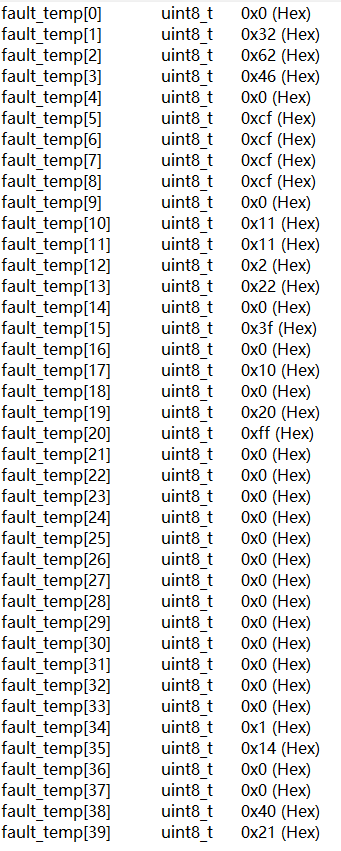 fault_temp[0] uint8_t 0x0 (Hex)
fault_temp[1] uint8_t 0x32 (Hex)
fault_temp[2] uint8_t 0x62 (Hex)
fault_temp[3] uint8_t 0x46 (Hex)
fault_temp[4] uint8_t 0x0 (Hex)
fault_temp[5] uint8_t 0xcf (Hex)
fault_temp[6] uint8_t 0xcf (Hex)
fault_temp[7] uint8_t 0xcf (Hex)
fault_temp[8] uint8_t 0xcf (Hex)
fault_temp[9] uint8_t 0x0 (Hex)
fault_temp[10] uint8_t 0x11 (Hex)
fault_temp[11] uint8_t 0x11 (Hex)
fault_temp[12] uint8_t 0x2 (Hex)
fault_temp[13] uint8_t 0x22 (Hex)
fault_temp[14] uint8_t 0x0 (Hex)
fault_temp[15] uint8_t 0x3f (Hex)
fault_temp[16] uint8_t 0x0 (Hex)
fault_temp[17] uint8_t 0x10 (Hex)
fault_temp[18] uint8_t 0x0 (Hex)
fault_temp[19] uint8_t 0x20 (Hex)
fault_temp[20] uint8_t 0xff (Hex)
fault_temp[21] uint8_t 0x0 (Hex)
fault_temp[22] uint8_t 0x0 (Hex)
fault_temp[23] uint8_t 0x0 (Hex)
fault_temp[24] uint8_t 0x0 (Hex)
fault_temp[25] uint8_t 0x0 (Hex)
fault_temp[26] uint8_t 0x0 (Hex)
fault_temp[27] uint8_t 0x0 (Hex)
fault_temp[28] uint8_t 0x0 (Hex)
fault_temp[29] uint8_t 0x0 (Hex)
fault_temp[30] uint8_t 0x0 (Hex)
fault_temp[31] uint8_t 0x0 (Hex)
fault_temp[32] uint8_t 0x0 (Hex)
fault_temp[33] uint8_t 0x0 (Hex)
fault_temp[34] uint8_t 0x1 (Hex)
fault_temp[35] uint8_t 0x14 (Hex)
fault_temp[36] uint8_t 0x0 (Hex)
fault_temp[37] uint8_t 0x0 (Hex)
fault_temp[38] uint8_t 0x40 (Hex)
fault_temp[39] uint8_t 0x21 (Hex)